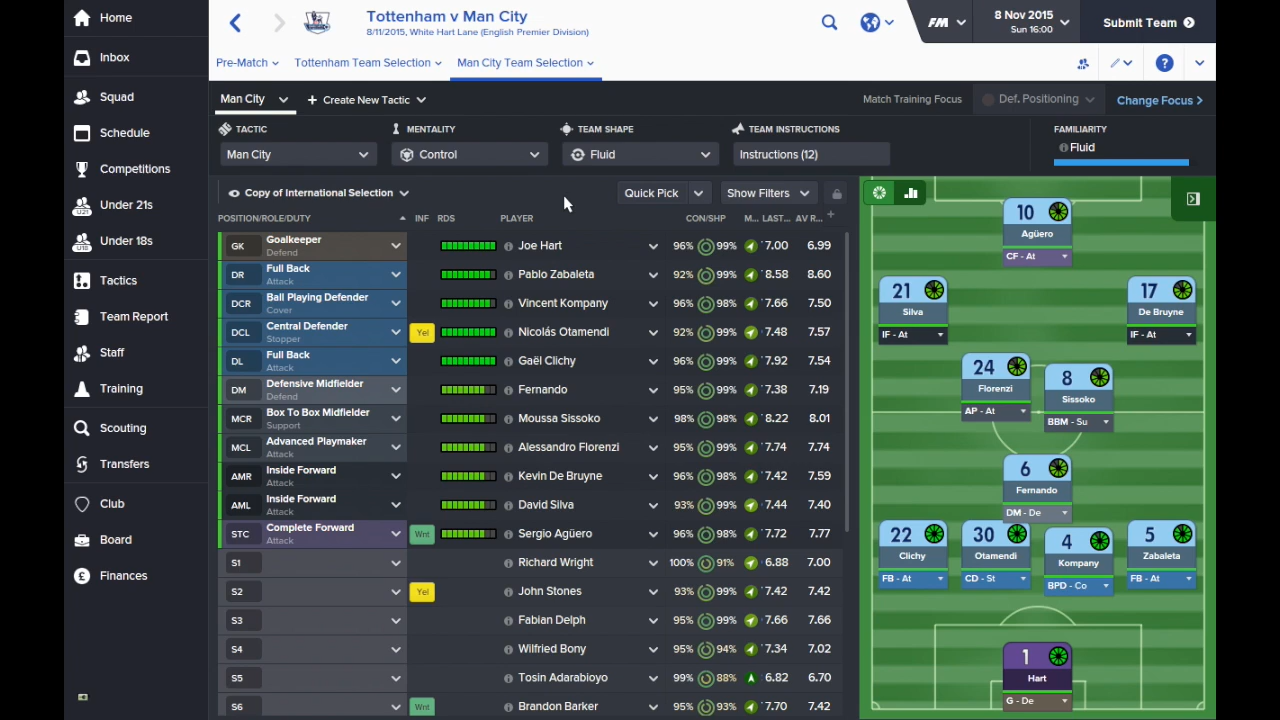 Home
Inbox
Squad
Schedule
Competitions
Under 21s
Under 18s
Tactics
Team Report
Staff
Training
Scouting
Transfers
Club
Board
Finances
Tottenham v Man City
8/11/2015, White Hart Lane (English Premier Division)
FM
8 Nov 2015
Sun 16:00
Submit Team
Pre-Match Tottenham Team Selection Man City Team Selection
Man City + Create New Tactic Match Training Focus Def. Positioning Change Focus >
TACTIC MENTALITY TEAM SHAPE TEAM INSTRUCTIONS FAMILIARITY
Man City Control Fluid Instructions (12) Fluid
Copy of International Selection Quick Pick Show Filters
POSITION/ROLE/DUTY INF RDS PLAYER CON/SHP M... LAST... AV R...
GK Goalkeeper Defend Joe Hart 96% 99% 7.00 6.99
DR Full Back Attack Pablo Zabaleta 92% 99% 8.58 8.60
DCR Ball Playing Defender Cover Vincent Kompany 96% 98% 7.66 7.50
DCL Central Defender Stopper Yel Nicolás Otamendi 92% 99% 7.48 7.57
DL Full Back Attack Gaël Clichy 96% 99% 7.92 7.54
DM Defensive Midfielder Defend Fernando 95% 99% 7.38 7.19
MCR Box To Box Midfielder Support Moussa Sissoko 98% 98% 8.22 8.01
MCL Advanced Playmaker Attack Alessandro Florenzi 95% 99% 7.74 7.74
AMR Inside Forward Attack Kevin De Bruyne 96% 98% 7.42 7.59
AML Inside Forward Attack David Silva 93% 99% 7.44 7.40
STC Complete Forward Attack Wnt Sergio Agüero 96% 98% 7.72 7.77
S1 Richard Wright 100% 91% 6.88 7.00
S2 Yel John Stones 93% 99% 7.42 7.42
S3 Fabian Delph 95% 99% 7.66 7.66
S4 Wilfried Bony 95% 94% 7.34 7.02
S5 Tosin Adarabioyo 99% 88% 6.82 6.70
S6 Wnt Brandon Barker 95% 93% 7.70 7.42
10
Agüero
CF - At
21 17
Silva De Bruyne
IF - At IF - At
24 8
Florenzi Sissoko
AP - At BBM - Su
6
Fernando
DM - De
22 30 4 5
Clichy Otamendi Kompany Zabaleta
FB - At CD - St BPD - Co FB - At
1
Hart
G - De